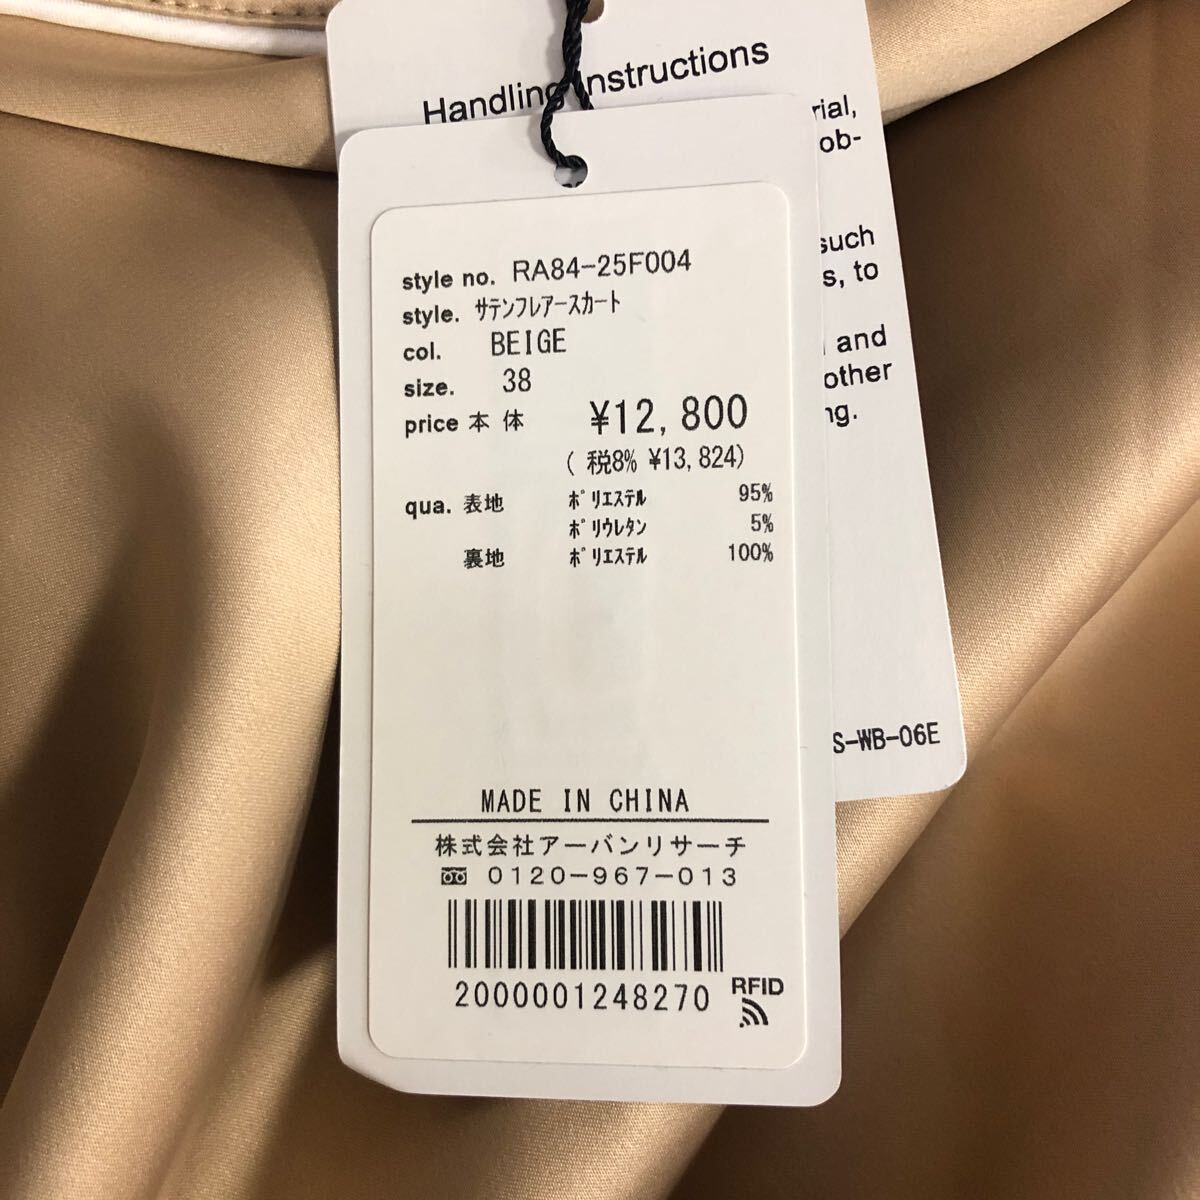 Handling Instructions
rial,
ob-
such
s, to
and
other
ng.
S-WB-06E
style no. RA84-25F004
style. ｻﾃﾝﾌﾚｱｰｽｶｰﾄ
col. BEIGE
size. 38
price 本体 ¥12,800
( 税8% ¥13,824)
qua. 表地 ﾎﾟﾘｴｽﾃﾙ 95%
ﾎﾟﾘｳﾚﾀﾝ 5%
裏地 ﾎﾟﾘｴｽﾃﾙ 100%
MADE IN CHINA
株式会社アーバンリサーチ
0120-967-013
2000001248270
RFID